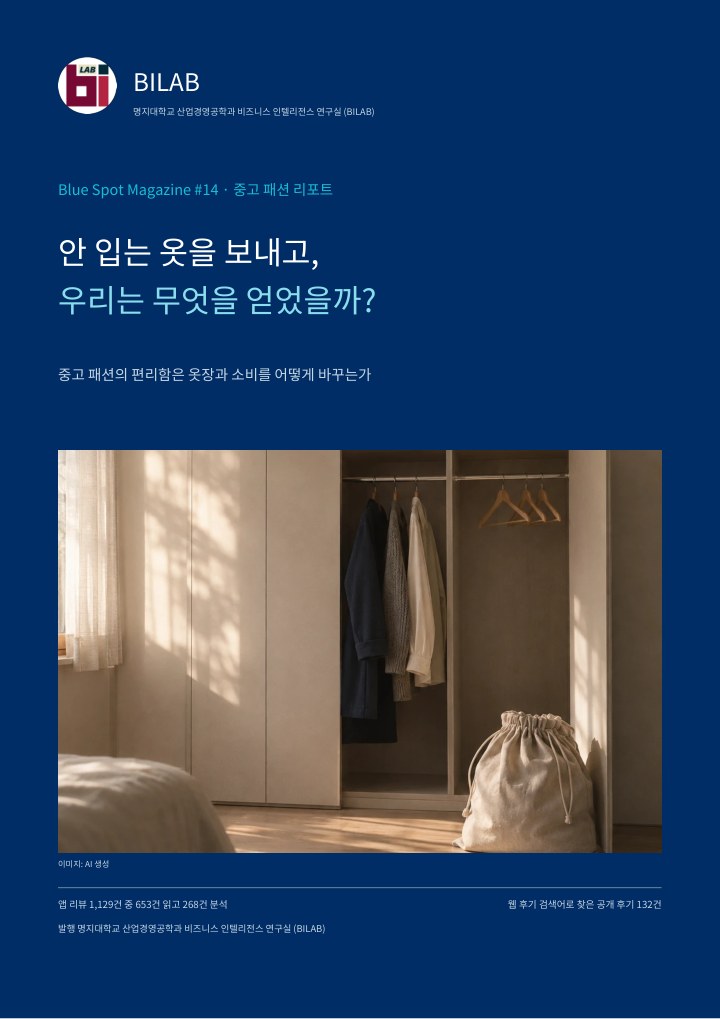 LAB
bi
BILAB
명지대학교 산업경영공학과 비즈니스 인텔리전스 연구실 (BILAB)
Blue Spot Magazine #14 · 중고 패션 리포트
안 입는 옷을 보내고,
우리는 무엇을 얻었을까?
중고 패션의 편리함은 옷장과 소비를 어떻게 바꾸는가
이미지: AI 생성
앱 리뷰 1,129건 중 653건 읽고 268건 분석
웹 후기 검색어로 찾은 공개 후기 132건
발행 명지대학교 산업경영공학과 비즈니스 인텔리전스 연구실 (BILAB)